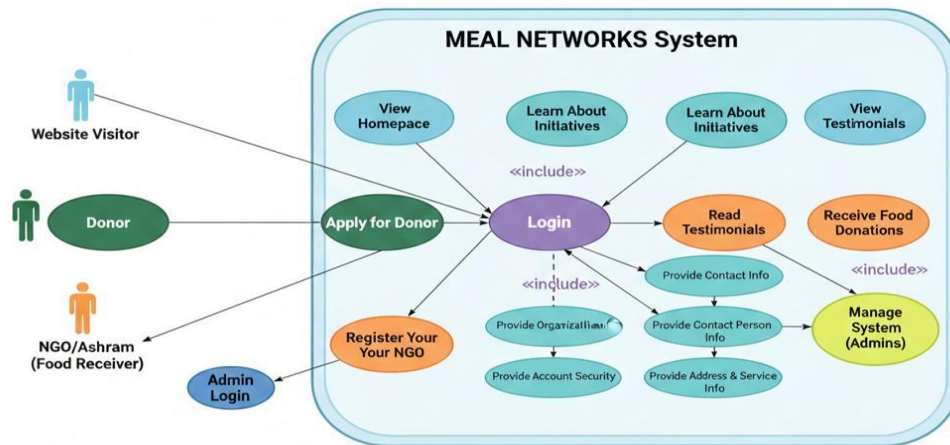 MEAL NETWORKS System
Website Visitor
View
Homepace
Learn About
Initiatives
Learn About
Initiatives
View
Testimonials
«include»
Donor
Apply for Donor
Login
Read
Testimonials
Receive Food
Donations
Provide Contact Info
«include»
«include»
NGO/Ashram
(Food Receiver)
Register Your
Your NGO
Provide
Provide Contact Person
Info
Manage
System
(Admins)
Admin
Login
Provide Account Security
Provide Address & Service
Info